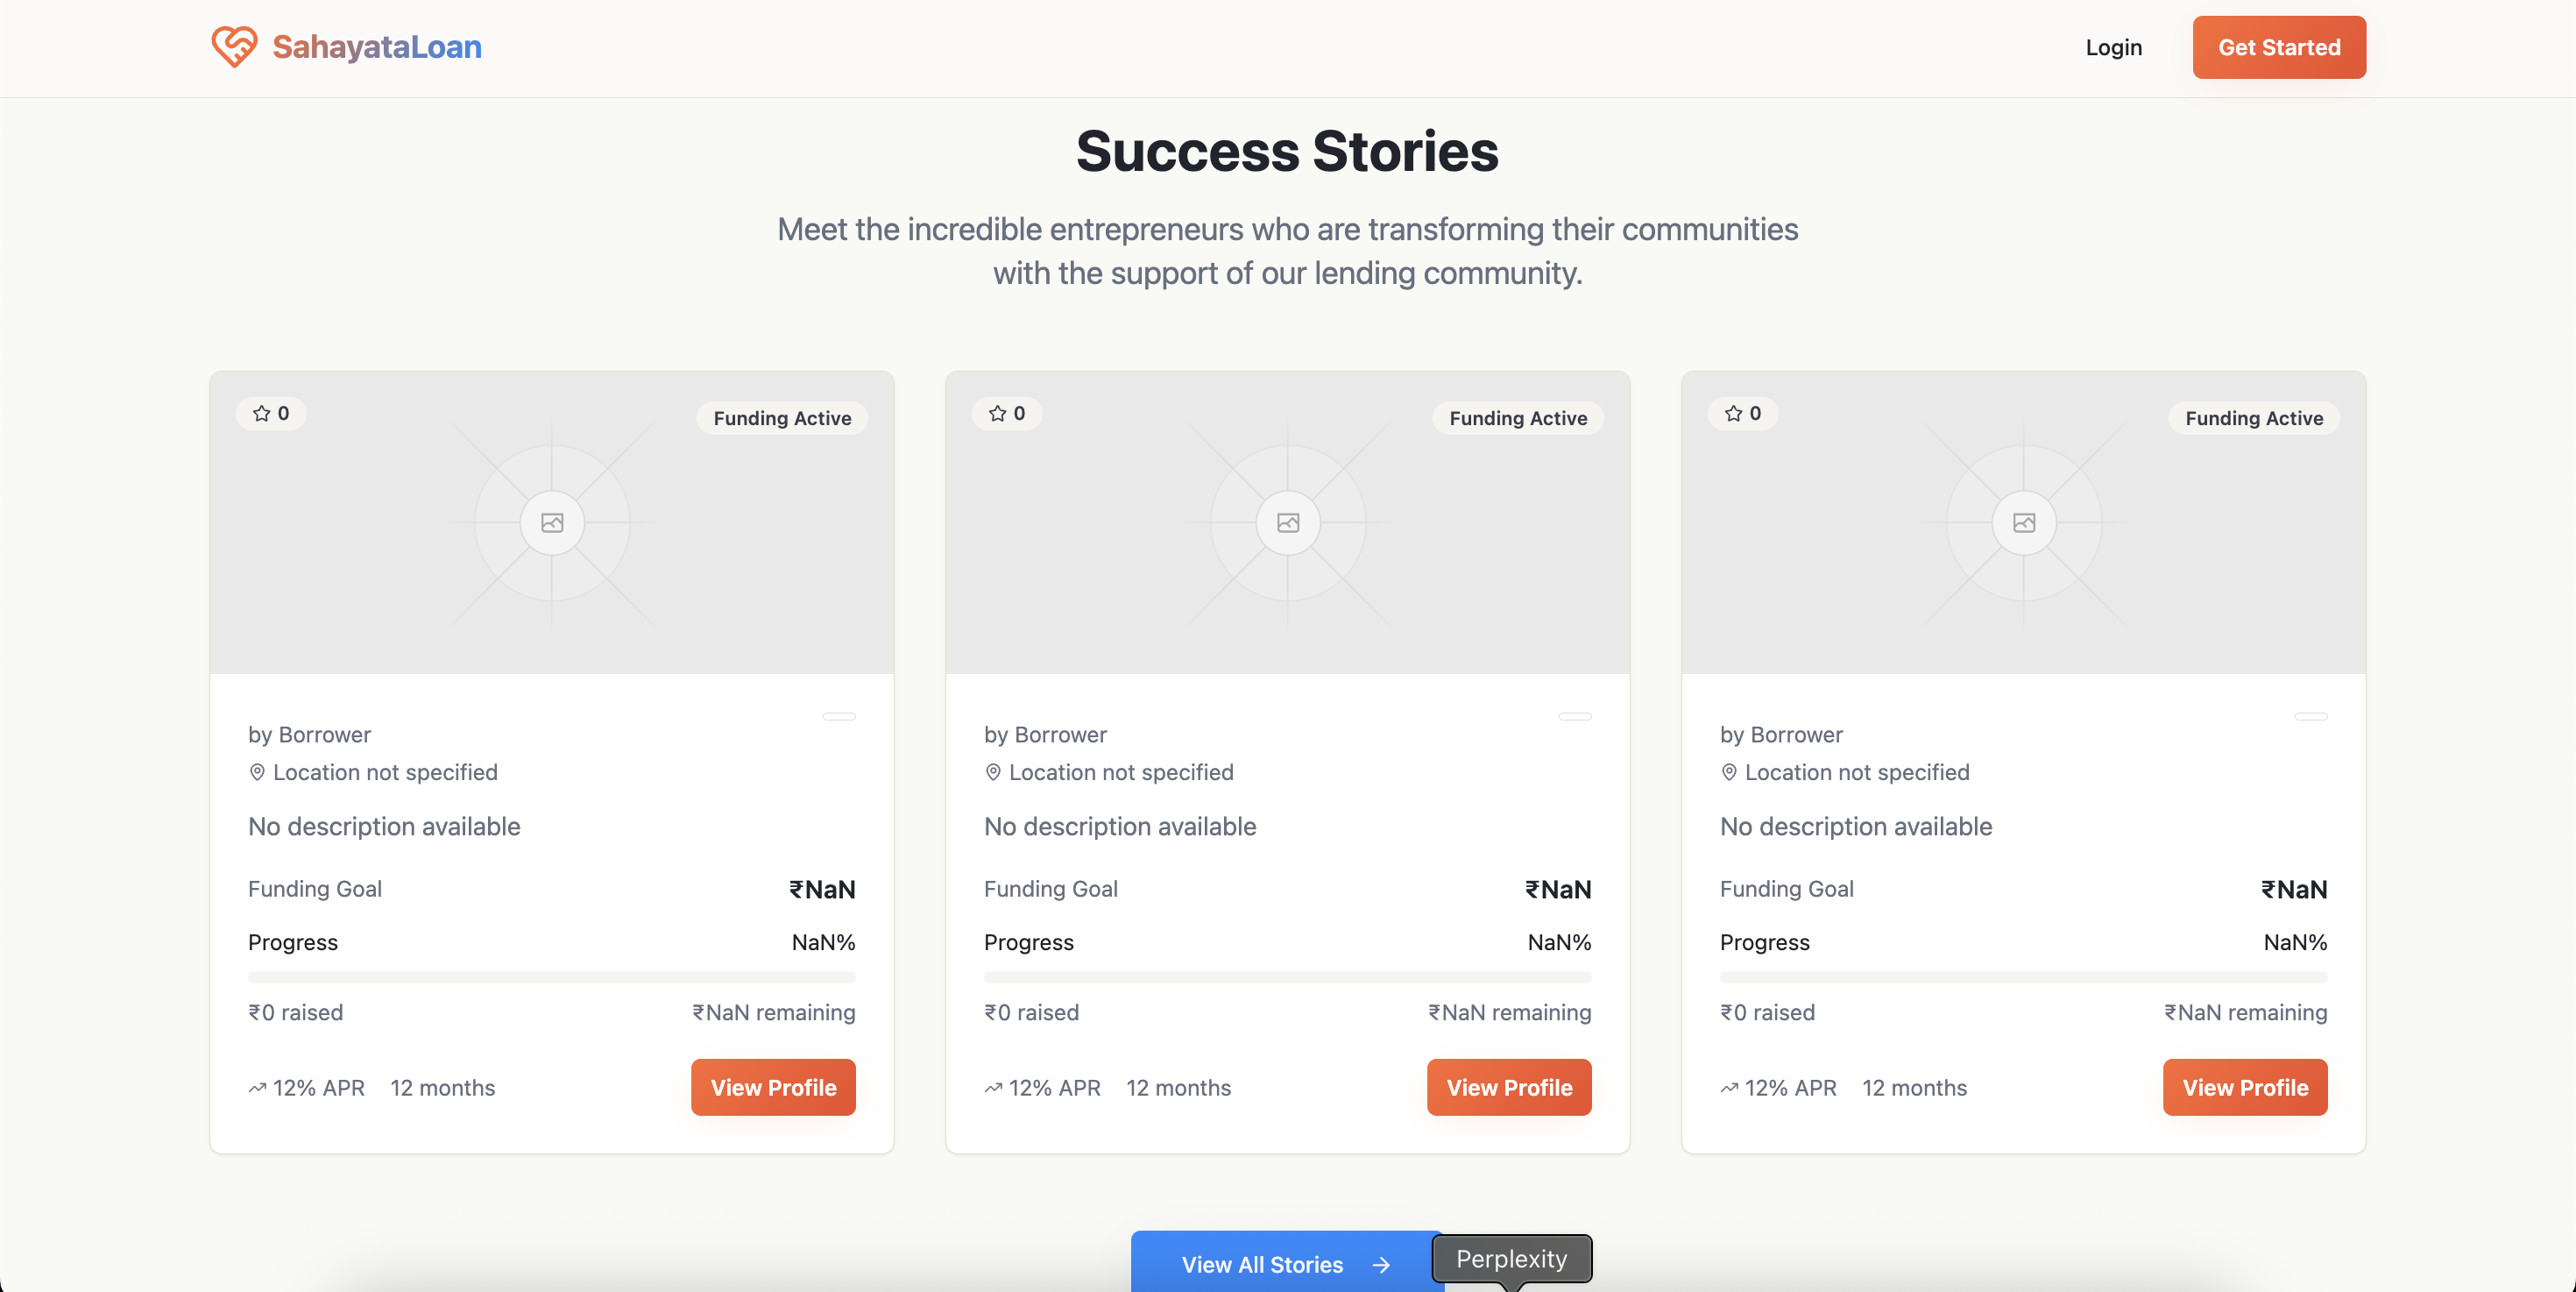 SahayataLoan
Login
Get Started
Success Stories
Meet the incredible entrepreneurs who are transforming their communities
with the support of our lending community.
0
Funding Active
by Borrower
Location not specified
No description available
Funding Goal ₹NaN
Progress NaN%
₹0 raised ₹NaN remaining
12% APR 12 months View Profile
0
Funding Active
by Borrower
Location not specified
No description available
Funding Goal ₹NaN
Progress NaN%
₹0 raised ₹NaN remaining
12% APR 12 months View Profile
0
Funding Active
by Borrower
Location not specified
No description available
Funding Goal ₹NaN
Progress NaN%
₹0 raised ₹NaN remaining
12% APR 12 months View Profile
View All Stories →
Perplexity